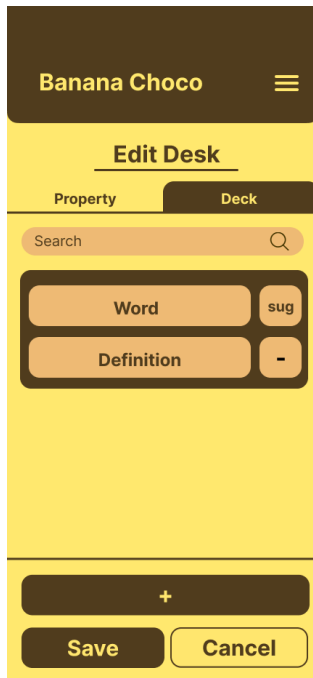 Banana Choco
Edit Desk
Property Deck
Search
Word sug
Definition -
+
Save Cancel